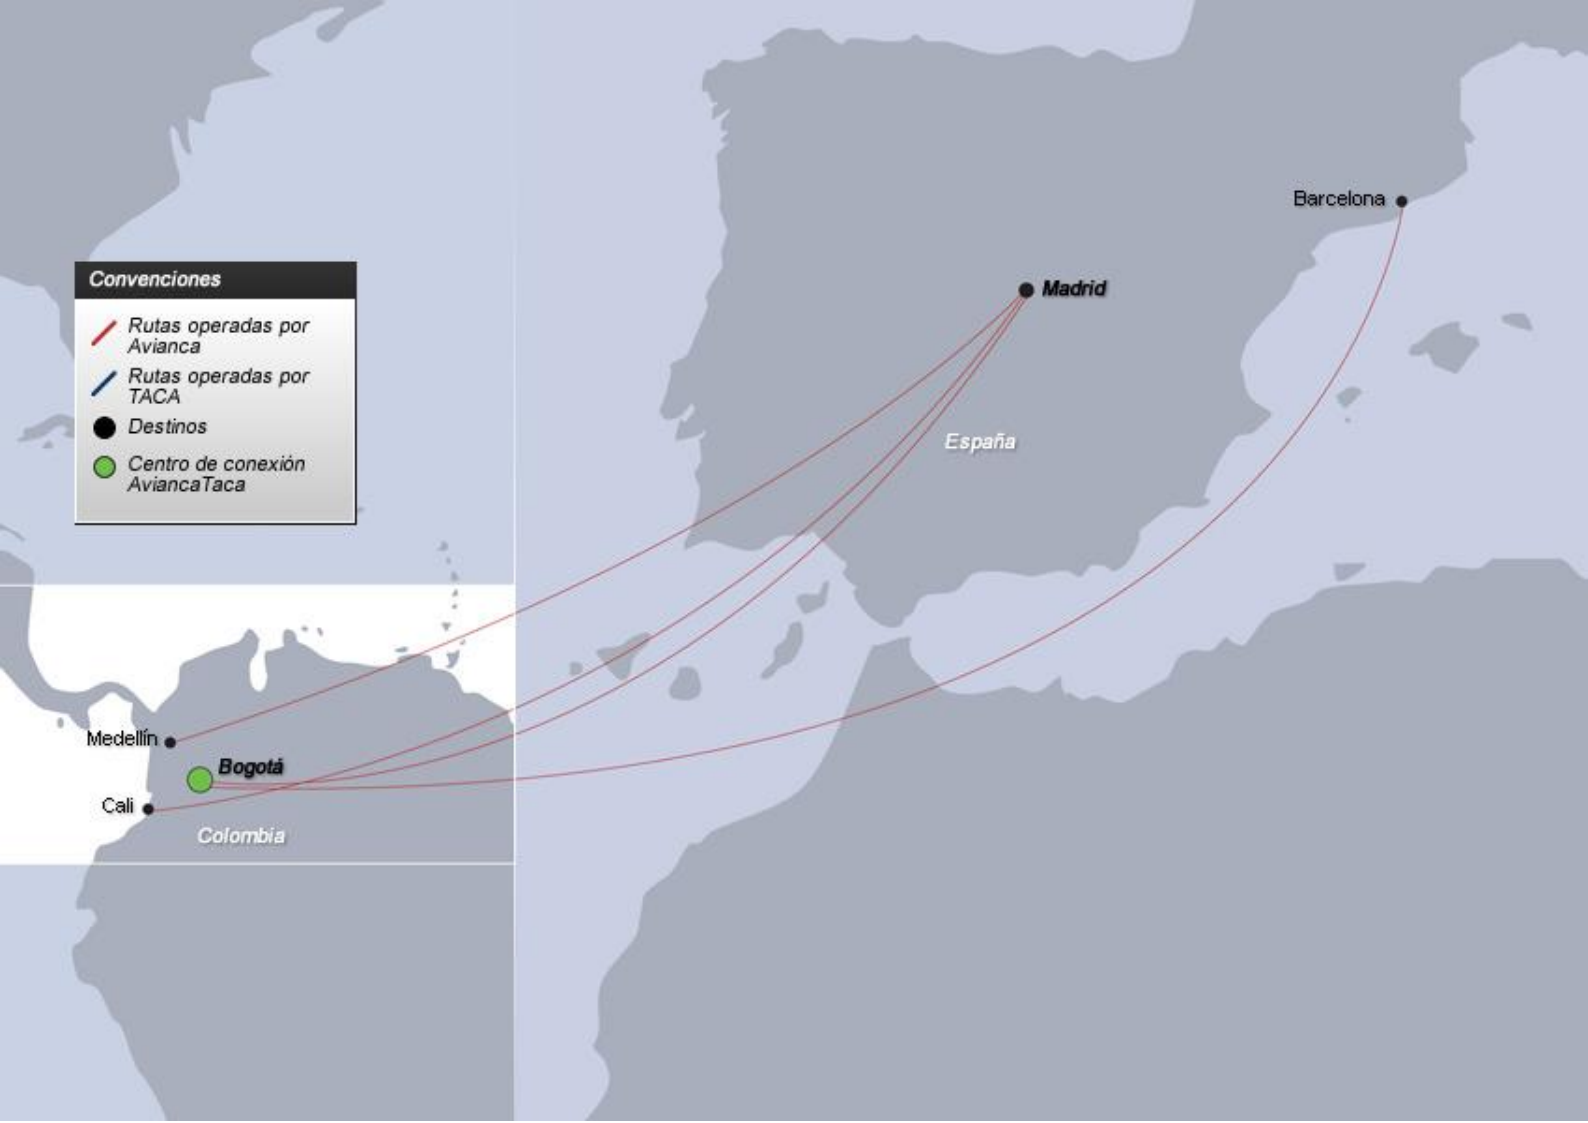 Barcelona
Convenciones
Madrid
Rutas operadas por
Avianca
Rutas operadas por
TACA
Destinos
España
Centro de conexión
AviancaTaca
Medellín
Bogotá
Cali
Colombia